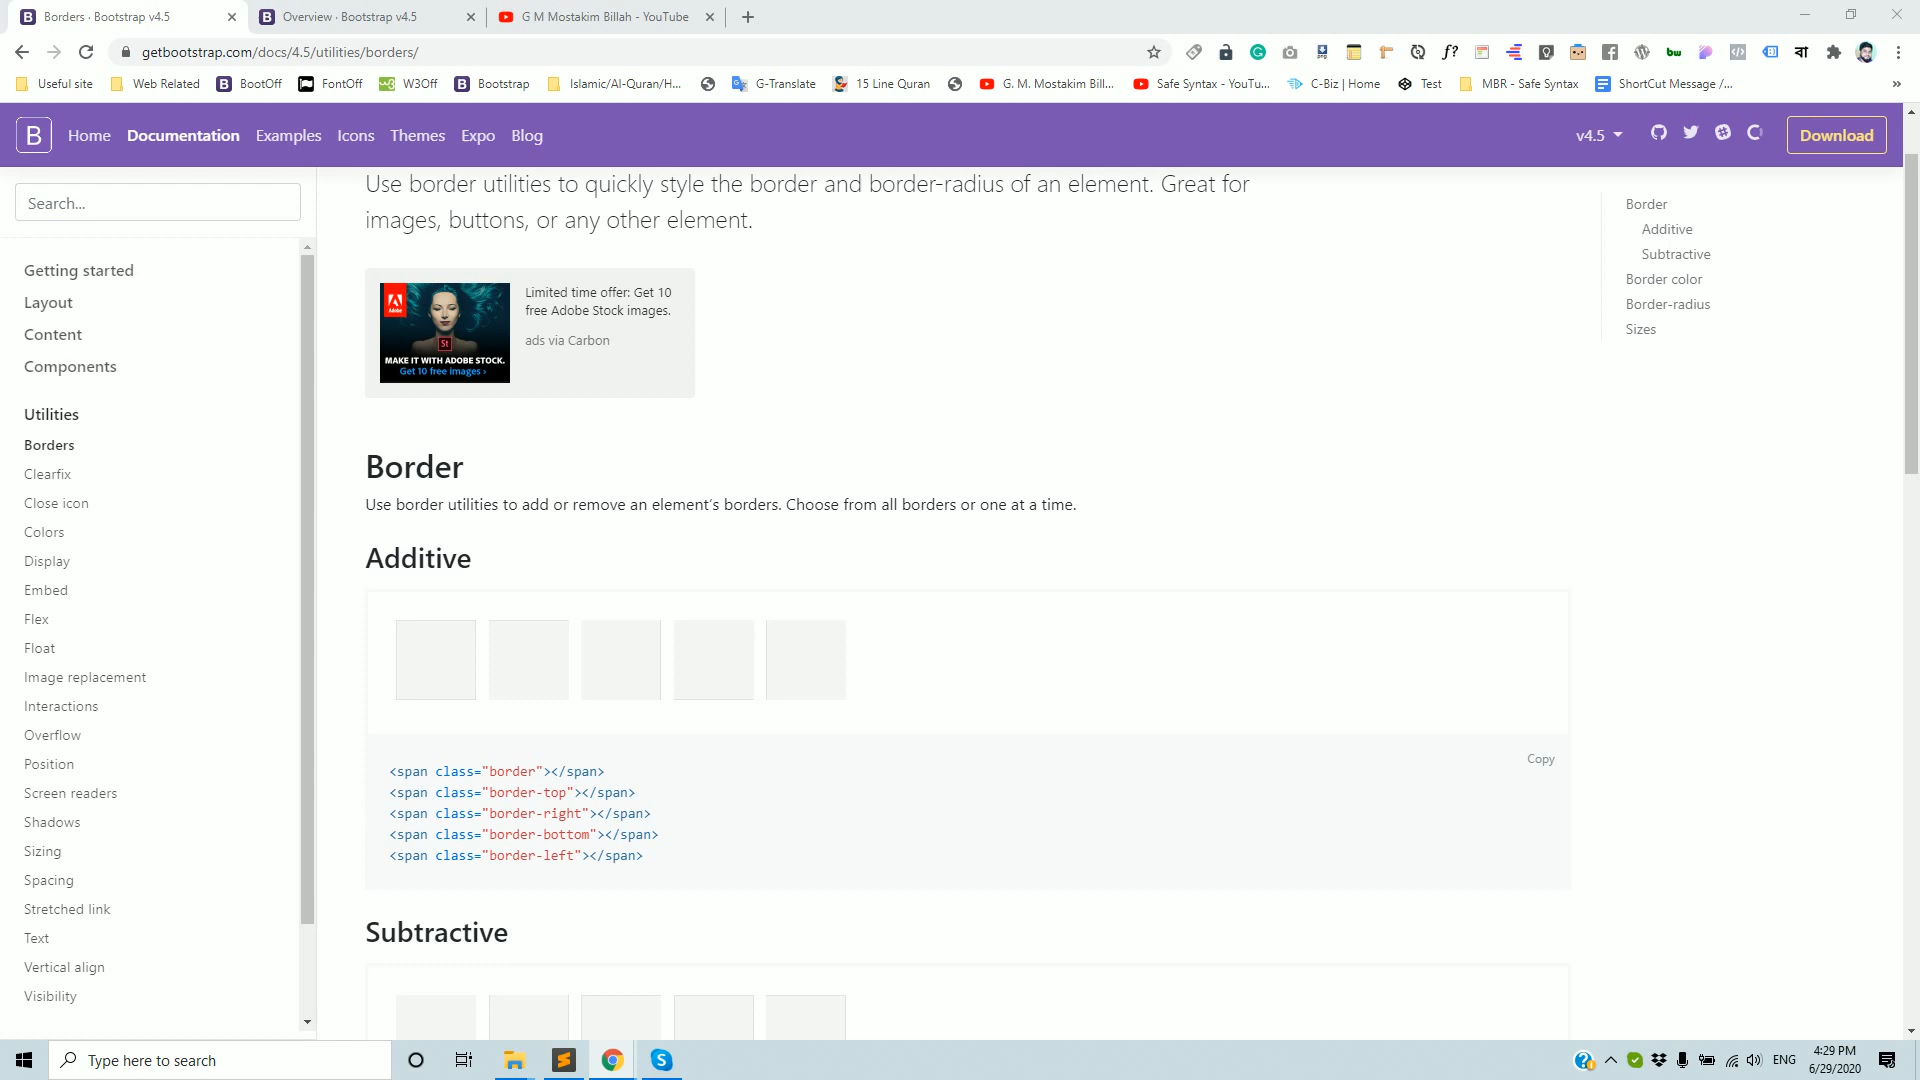 Borders · Bootstrap v4.5
Overview · Bootstrap v4.5
G M Mostakim Billah - YouTube
getbootstrap.com/docs/4.5/utilities/borders/
f?
bw
বা
Useful site
Web Related
BootOff
FontOff
W3Off
Bootstrap
Islamic/Al-Quran/H...
G-Translate
15 Line Quran
G. M. Mostakim Bill...
Safe Syntax - YouTu...
C-Biz | Home
Test
MBR - Safe Syntax
ShortCut Message /...
B Home Documentation Examples Icons Themes Expo Blog
v4.5
Download
Search...
Getting started
Layout
Content
Components
Utilities
Borders
Clearfix
Close icon
Colors
Display
Embed
Flex
Float
Image replacement
Interactions
Overflow
Position
Screen readers
Shadows
Sizing
Spacing
Stretched link
Text
Vertical align
Visibility
Use border utilities to quickly style the border and border-radius of an element. Great for
images, buttons, or any other element.
Adobe
St
MAKE IT WITH ADOBE STOCK.
Get 10 free images ›
Limited time offer: Get 10
free Adobe Stock images.
ads via Carbon
Border
Use border utilities to add or remove an element’s borders. Choose from all borders or one at a time.
Additive
Copy
<span class="border"></span>
<span class="border-top"></span>
<span class="border-right"></span>
<span class="border-bottom"></span>
<span class="border-left"></span>
Subtractive
Border
Additive
Subtractive
Border color
Border-radius
Sizes
Type here to search
ENG
4:29 PM
6/29/2020